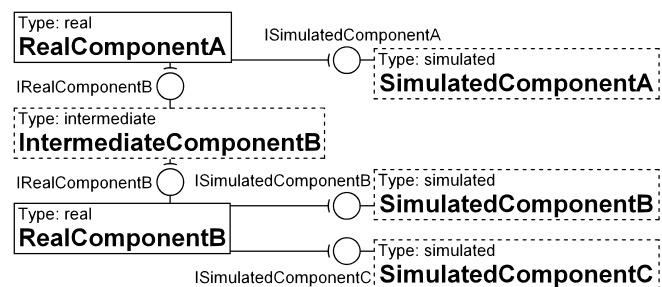 Type: real
RealComponentA
ISimulatedComponentA
Type: simulated
SimulatedComponentA
IRealComponentB
Type: intermediate
IntermediateComponentB
IRealComponentB
ISimulatedComponentB
Type: simulated
SimulatedComponentB
Type: real
RealComponentB
Type: simulated
SimulatedComponentC
ISimulatedComponentC